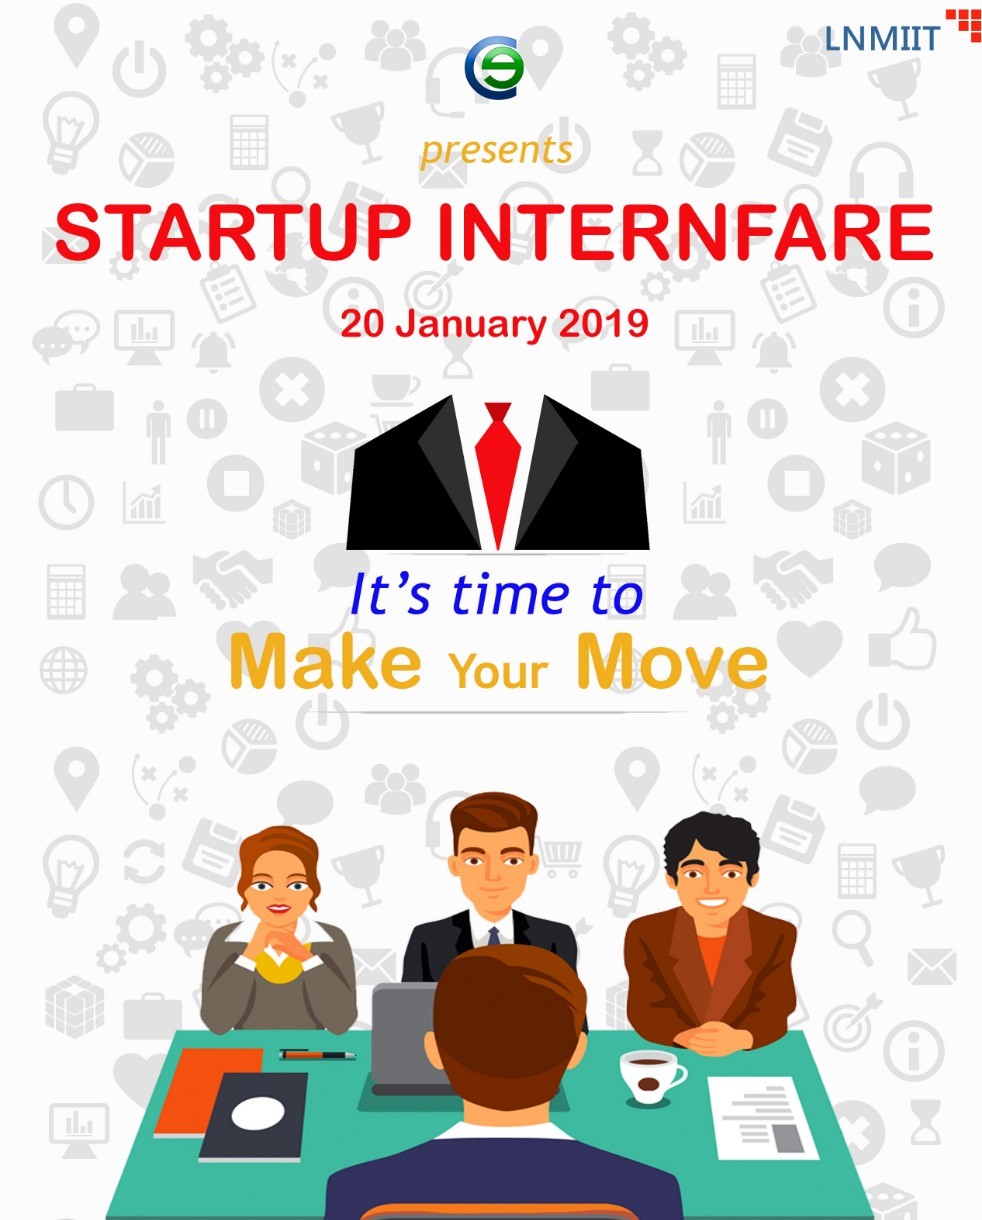 LNMIIT
presents
STARTUP INTERNFARE
20 January 2019
It's time to
Make Your Move